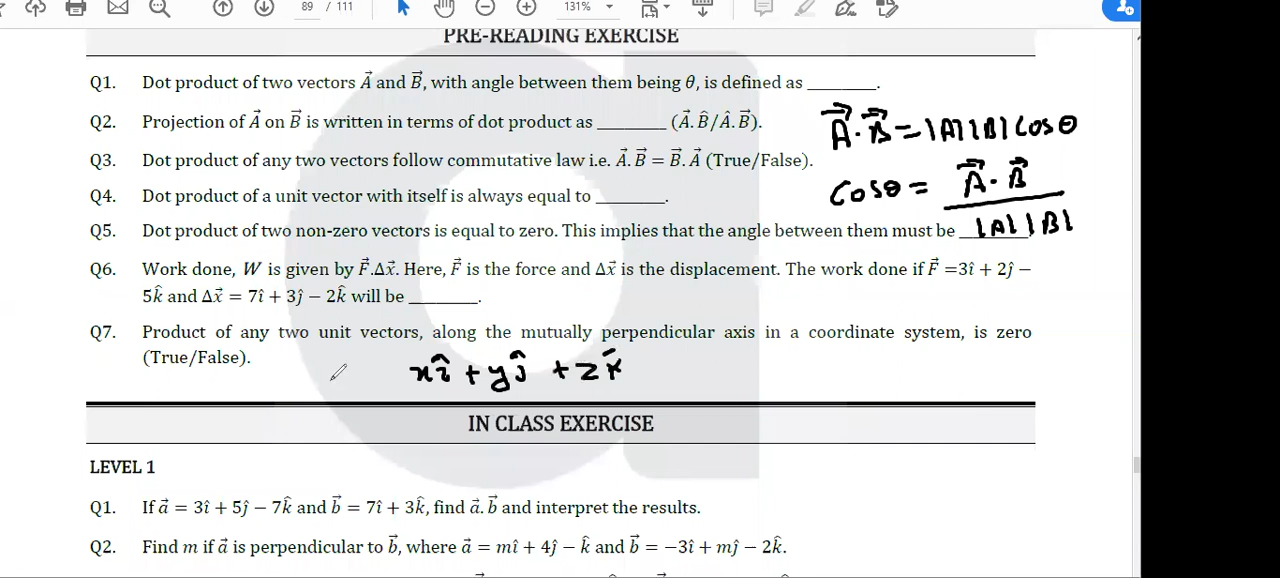 89 / 111
131%
PRE-READING EXERCISE
Q1. Dot product of two vectors A⃗ and B⃗, with angle between them being θ, is defined as ________.
Q2. Projection of A⃗ on B⃗ is written in terms of dot product as ________ (A⃗.B̂/Â.B⃗).
A⃗·B⃗=|A||B|cosθ
Q3. Dot product of any two vectors follow commutative law i.e. A⃗.B⃗ = B⃗.A⃗ (True/False).
cosθ = A⃗·B⃗
|A||B|
Q4. Dot product of a unit vector with itself is always equal to ________.
Q5. Dot product of two non-zero vectors is equal to zero. This implies that the angle between them must be ________
Q6. Work done, W is given by F⃗.Δx⃗. Here, F⃗ is the force and Δx⃗ is the displacement. The work done if F⃗ =3î + 2ĵ −
5k̂ and Δx⃗ = 7î + 3ĵ − 2k̂ will be ________.
Q7. Product of any two unit vectors, along the mutually perpendicular axis in a coordinate system, is zero
(True/False).
xî + yĵ + zk̄
IN CLASS EXERCISE
LEVEL 1
Q1. If a⃗ = 3î + 5ĵ − 7k̂ and b⃗ = 7î + 3k̂, find a⃗.b⃗ and interpret the results.
Q2. Find m if a⃗ is perpendicular to b⃗, where a⃗ = mî + 4ĵ − k̂ and b⃗ = −3î + mĵ − 2k̂.